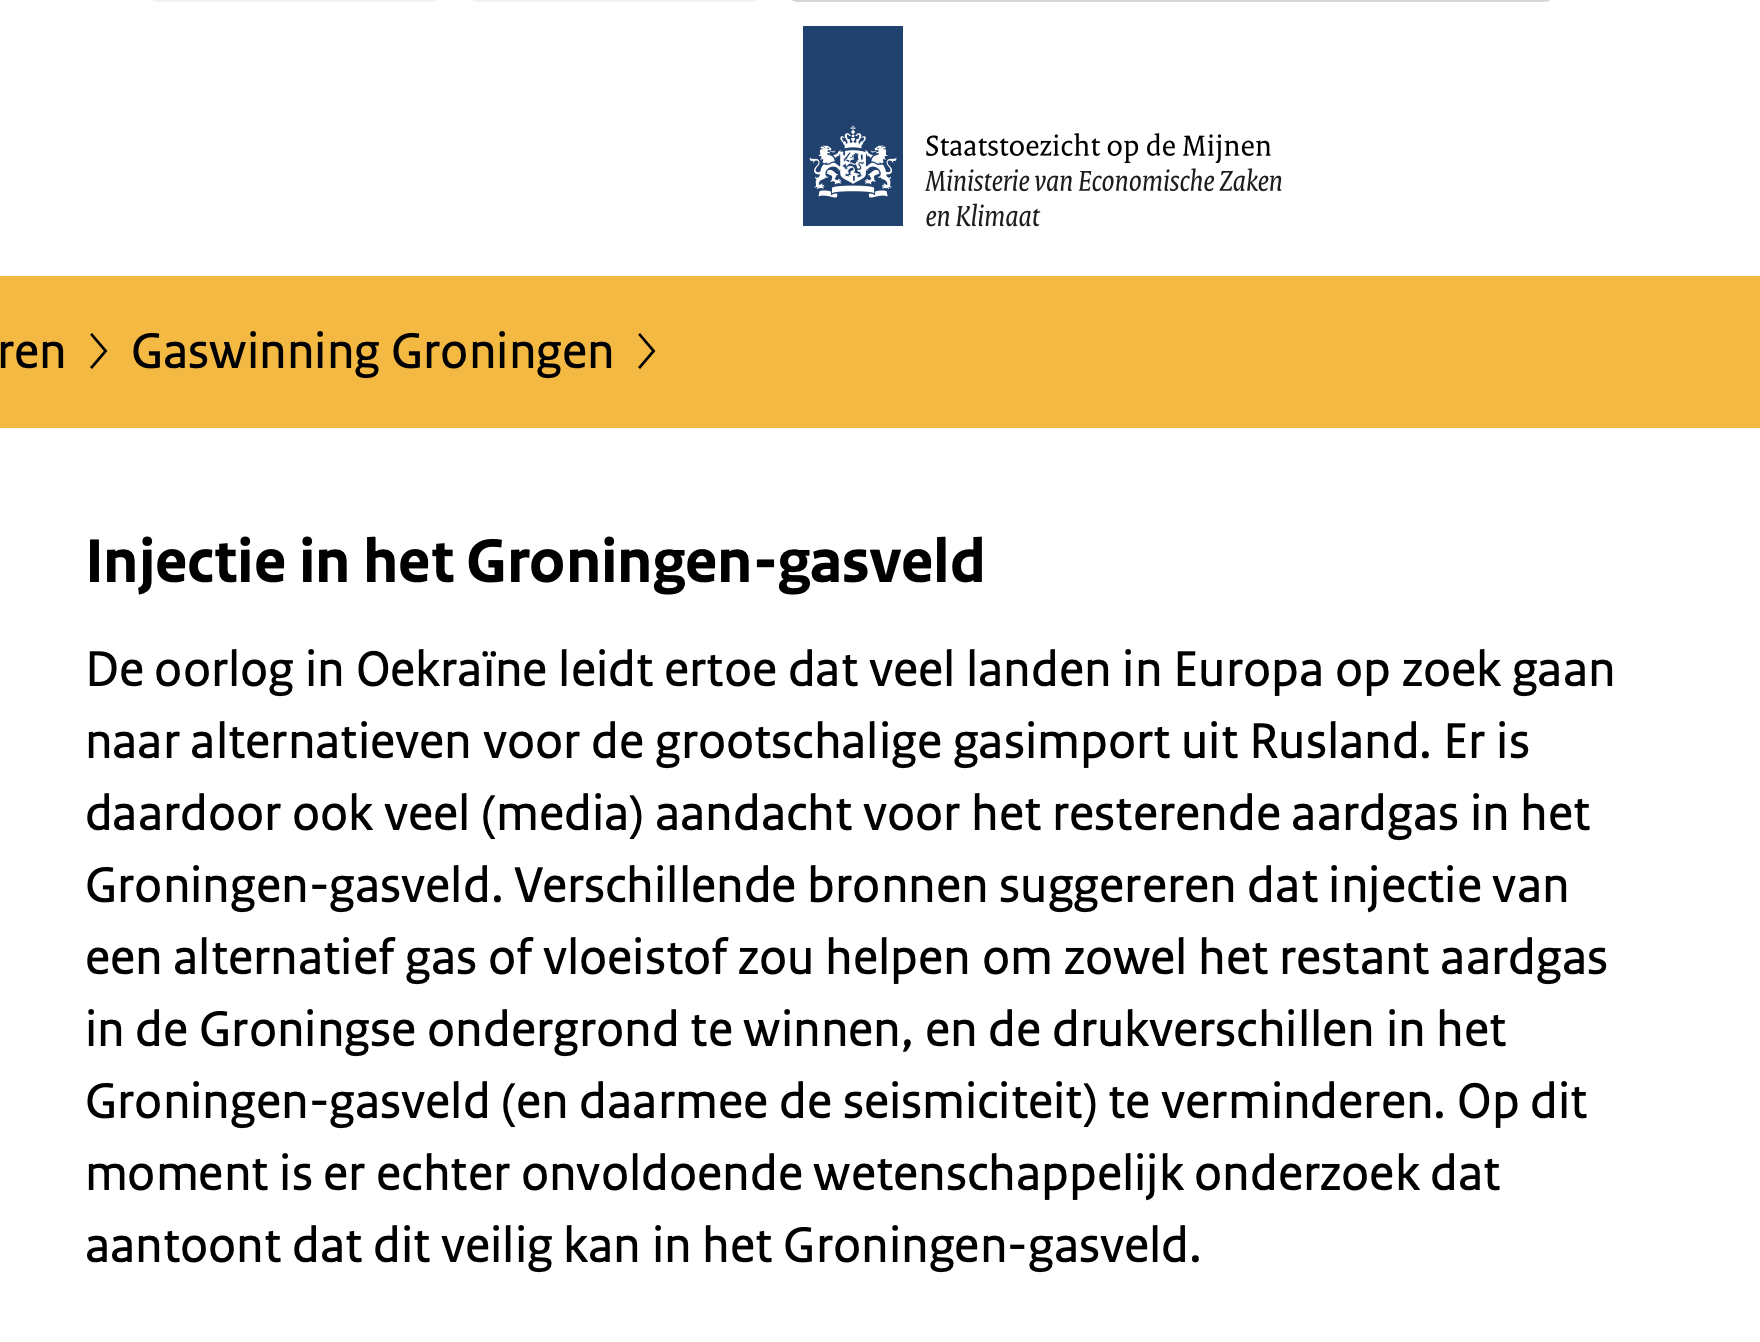 Staatstoezicht op de Mijnen
Ministerie van Economische Zaken
en Klimaat
ren > Gaswinning Groningen >
Injectie in het Groningen-gasveld
De oorlog in Oekraïne leidt ertoe dat veel landen in Europa op zoek gaan
naar alternatieven voor de grootschalige gasimport uit Rusland. Er is
daardoor ook veel (media) aandacht voor het resterende aardgas in het
Groningen-gasveld. Verschillende bronnen suggereren dat injectie van
een alternatief gas of vloeistof zou helpen om zowel het restant aardgas
in de Groningse ondergrond te winnen, en de drukverschillen in het
Groningen-gasveld (en daarmee de seismiciteit) te verminderen. Op dit
moment is er echter onvoldoende wetenschappelijk onderzoek dat
aantoont dat dit veilig kan in het Groningen-gasveld.